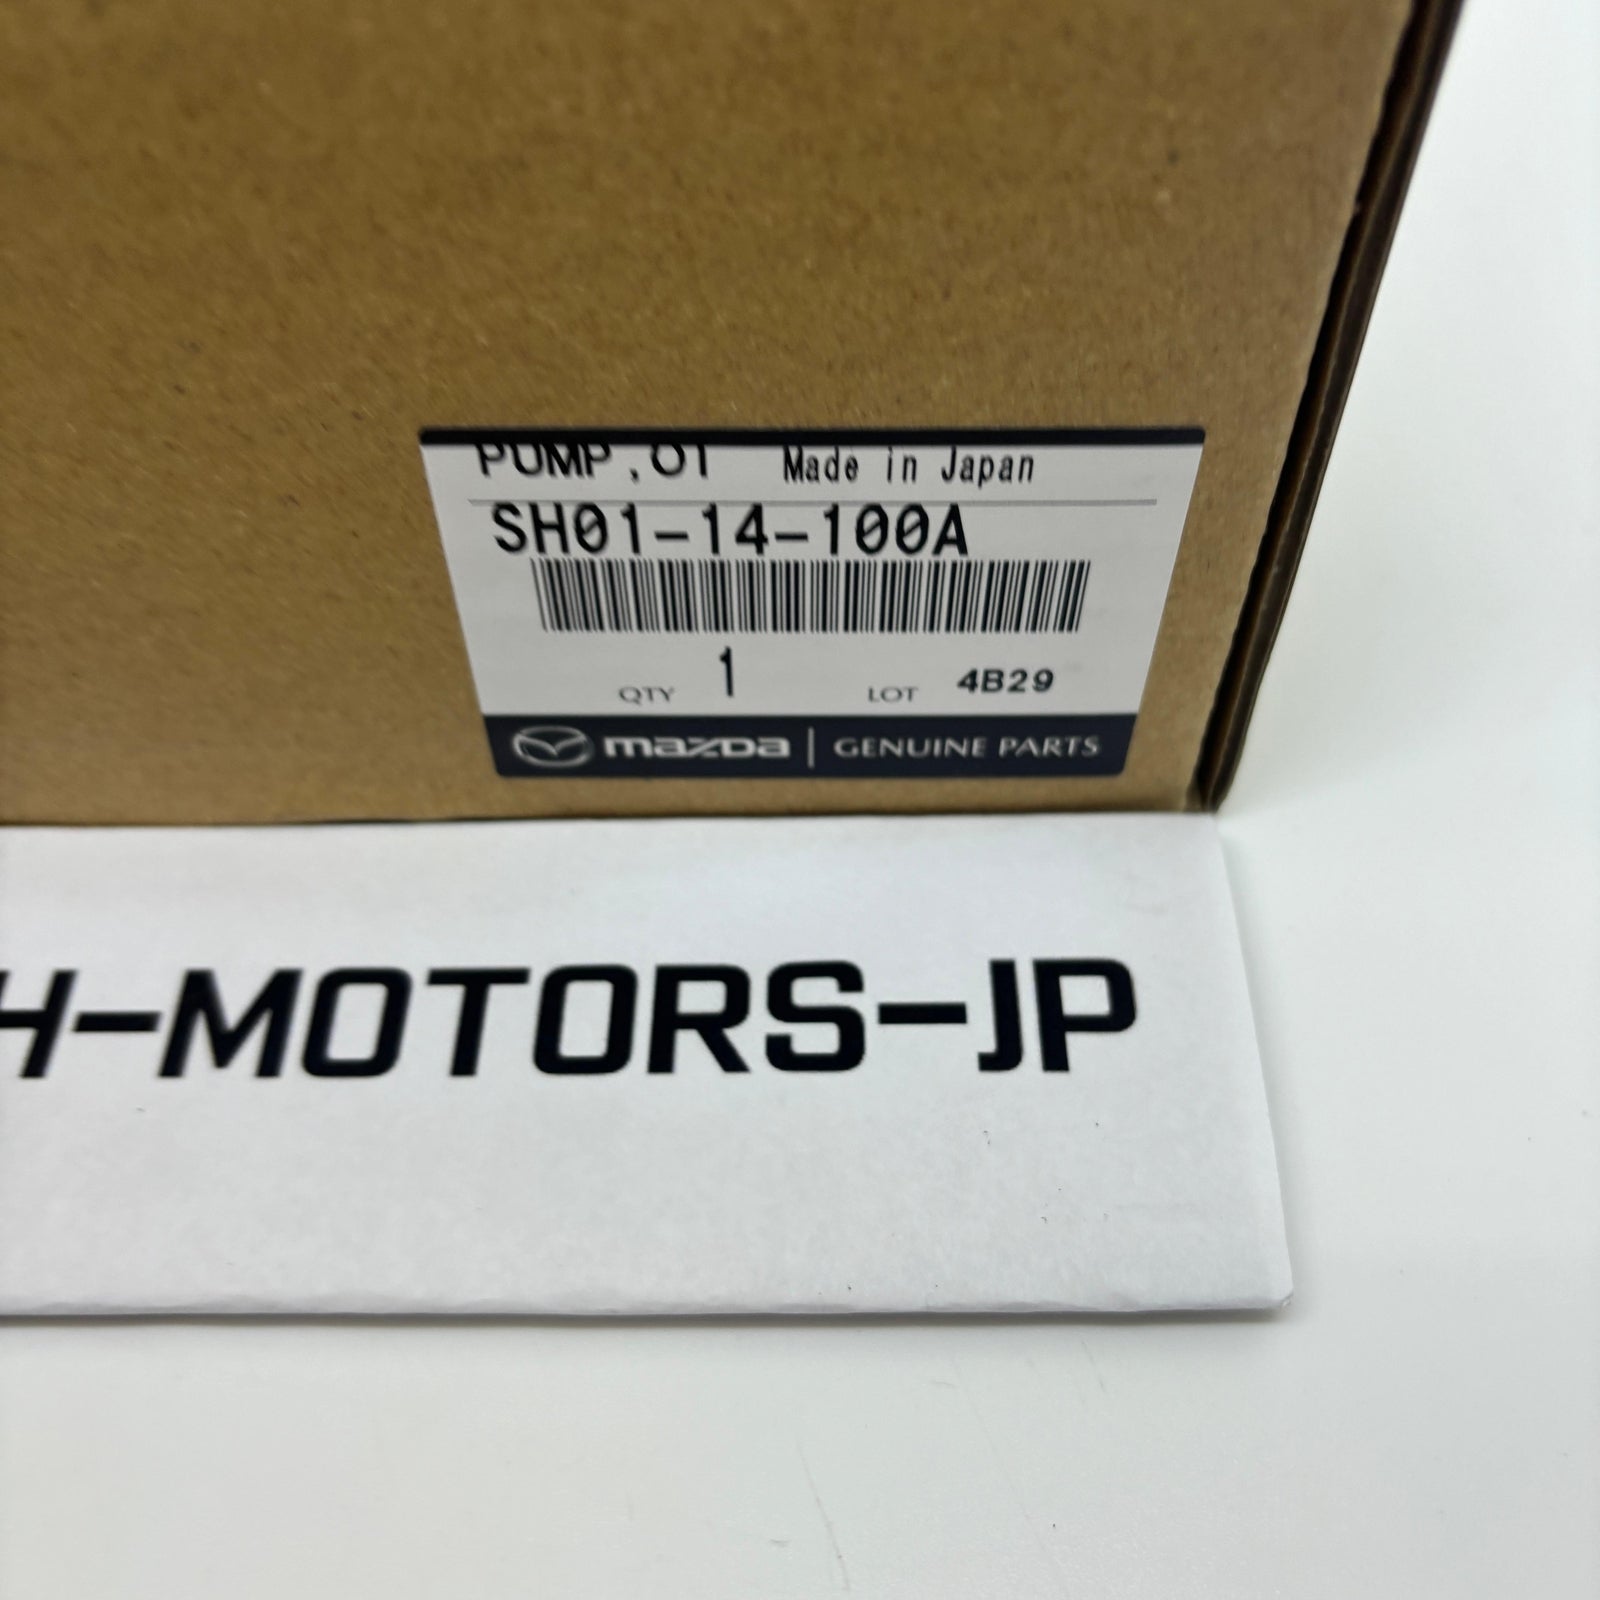 PUMP,OI Made in Japan
SH01-14-100A
QTY 1 LOT 4B29
mazda | GENUINE PARTS
H-MOTORS-JP